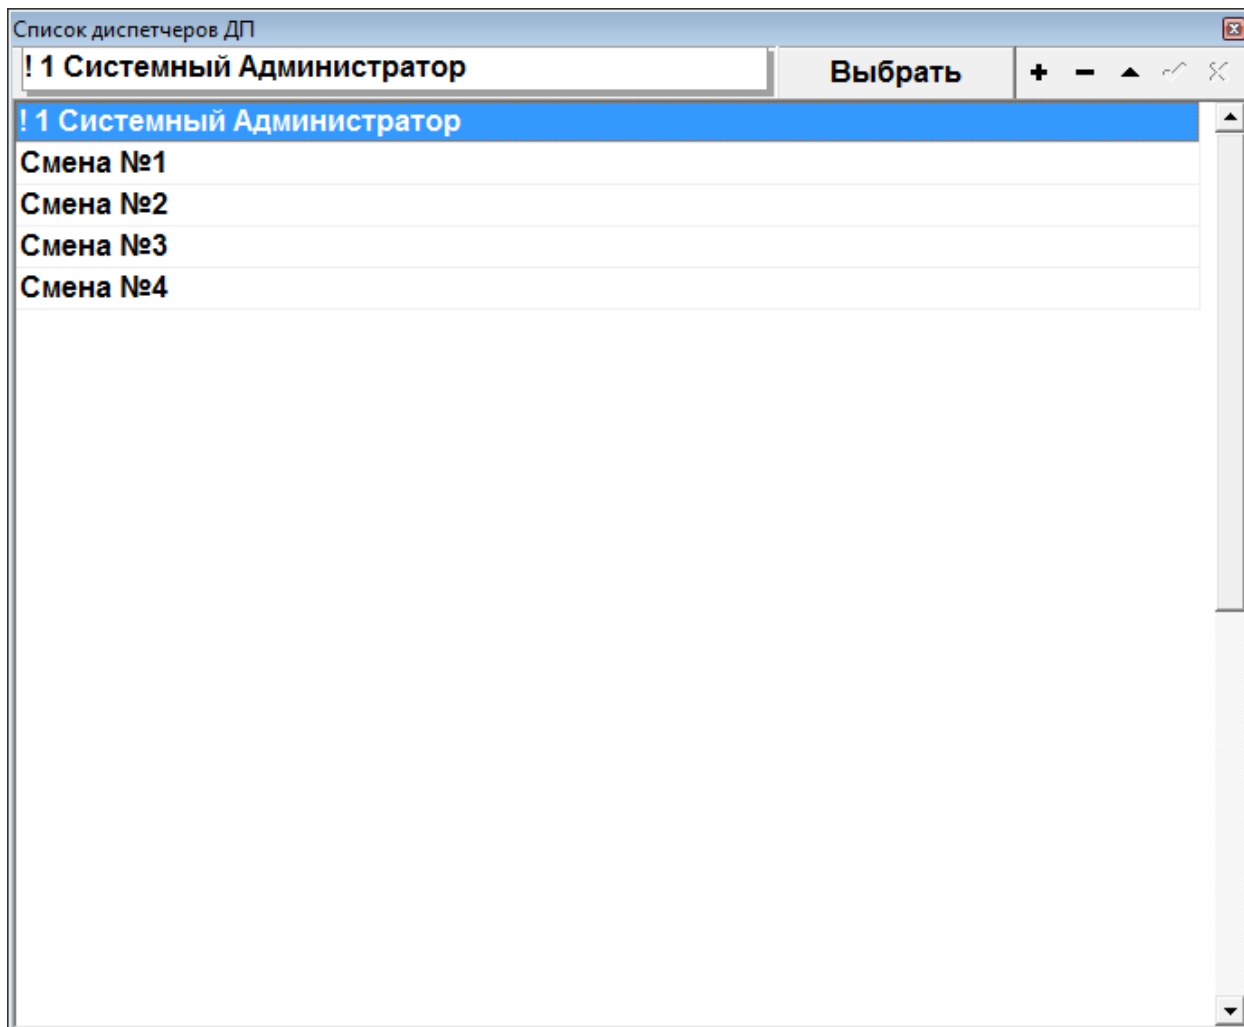 Список диспетчеров ДП
! 1 Системный Администратор
Выбрать
! 1 Системный Администратор
Смена №1
Смена №2
Смена №3
Смена №4